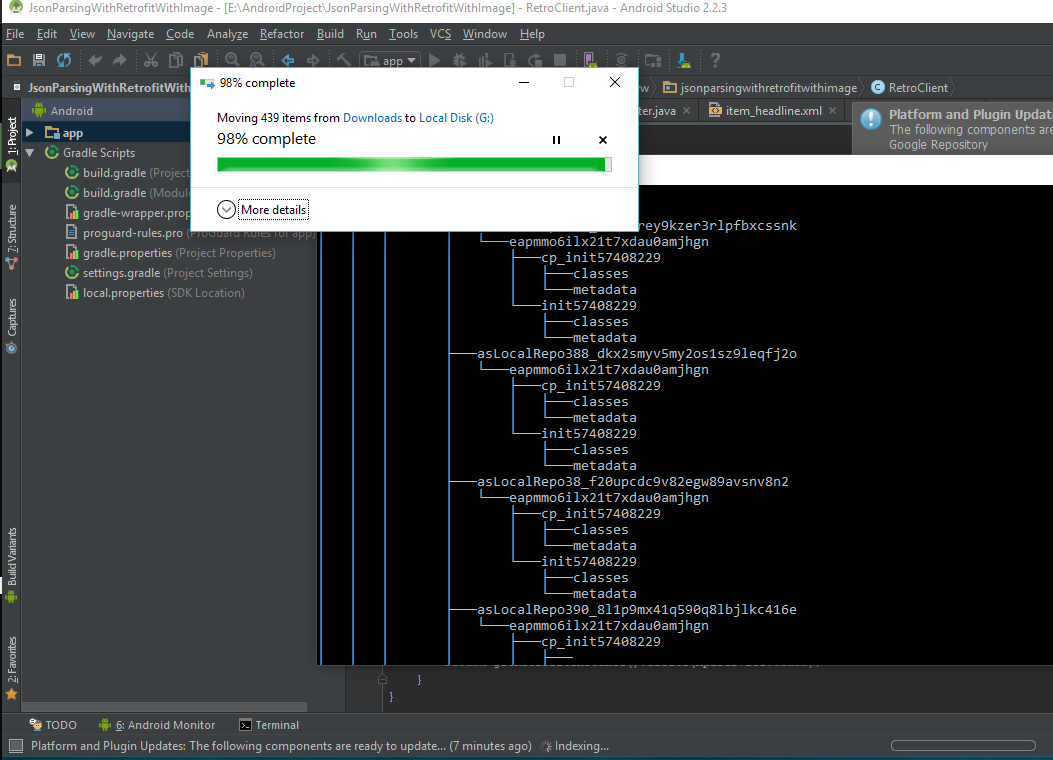 JsonParsingWithRetrofitWithImage - [E:\AndroidProject\JsonParsingWithRetrofitWithImage] - RetroClient.java - Android Studio 2.2.3
File Edit View Navigate Code Analyze Refactor Build Run Tools VCS Window Help
app
JsonParsingWithRetrofitWith
jsonparsingwithretrofitwithimage
RetroClient
98% complete
Moving 439 items from Downloads to Local Disk (G:)
98% complete
More details
Android
ter.java
item_headline.xml
Platform and Plugin Updat
The following components are
Google Repository
app
Gradle Scripts
build.gradle (Project
build.gradle (Module
gradle-wrapper.prop
proguard-rules.pro (ProGuard Rules for app)
gradle.properties (Project Properties)
settings.gradle (Project Settings)
local.properties (SDK Location)
1: Project
7: Structure
Captures
Build Variants
2: Favorites
rey9kzer3rlpfbxcssnk
└───eapmmo6ilx21t7xdau0amjhgn
├───cp_init57408229
├───classes
└───metadata
└───init57408229
├───classes
└───metadata
├───asLocalRepo388_dkx2smyv5my2os1sz9leqfj2o
└───eapmmo6ilx21t7xdau0amjhgn
├───cp_init57408229
├───classes
└───metadata
└───init57408229
├───classes
└───metadata
├───asLocalRepo38_f20upcdc9v82egw89avsnv8n2
└───eapmmo6ilx21t7xdau0amjhgn
├───cp_init57408229
├───classes
└───metadata
└───init57408229
├───classes
└───metadata
├───asLocalRepo390_8l1p9mx41q590q8lbjlkc416e
└───eapmmo6ilx21t7xdau0amjhgn
├───cp_init57408229
├───
}
}
TODO 6: Android Monitor Terminal
Platform and Plugin Updates: The following components are ready to update... (7 minutes ago) Indexing...